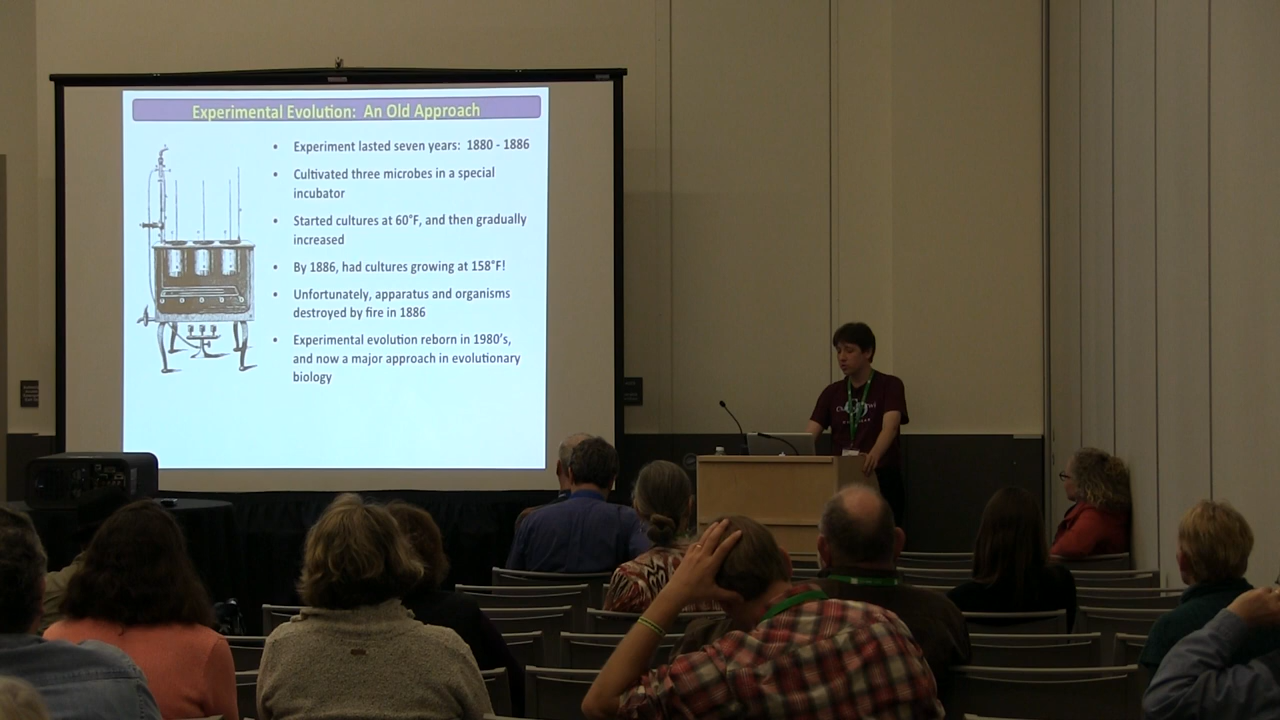 Experimental Evolution: An Old Approach
• Experiment lasted seven years: 1880 - 1886
• Cultivated three microbes in a special
incubator
• Started cultures at 60°F, and then gradually
increased
• By 1886, had cultures growing at 158°F!
• Unfortunately, apparatus and organisms
destroyed by fire in 1886
• Experimental evolution reborn in 1980's,
and now a major approach in evolutionary
biology